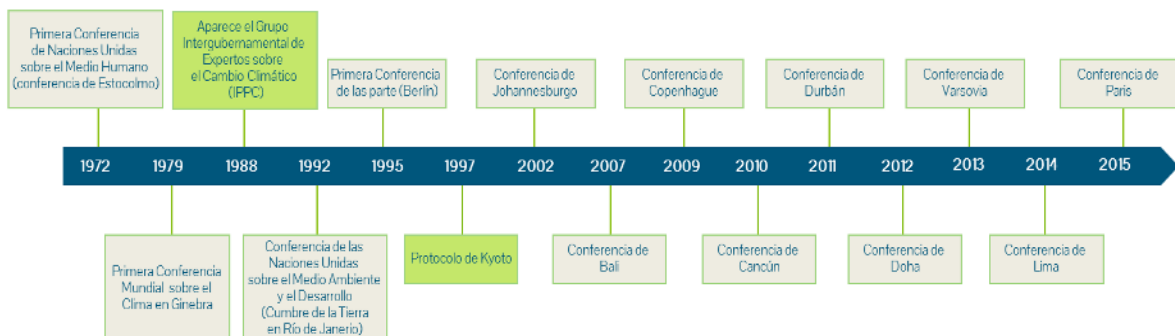 Primera Conferencia
de Naciones Unidas
sobre el Medio Humano
(conferencia de Estocolmo)
Aparece el Grupo
Intergubernamental de
Expertos sobre
el Cambio Climático
(IPPC)
Primera Conferencia
de las parte (Berlín)
Conferencia de
Johannesburgo
Conferencia de
Copenhague
Conferencia de
Durbán
Conferencia de
Varsovia
Conferencia de
Paris
1972 1979 1988 1992 1995 1997 2002 2007 2009 2010 2011 2012 2013 2014 2015
Primera Conferencia
Mundial sobre el
Clima en Ginebra
Conferencia de las
Naciones Unidas
sobre el Medio Ambiente
y el Desarrollo
(Cumbre de la Tierra
en Río de Janerio)
Protocolo de Kyoto
Conferencia de
Bali
Conferencia de
Cancún
Conferencia de
Doha
Conferencia de
Lima